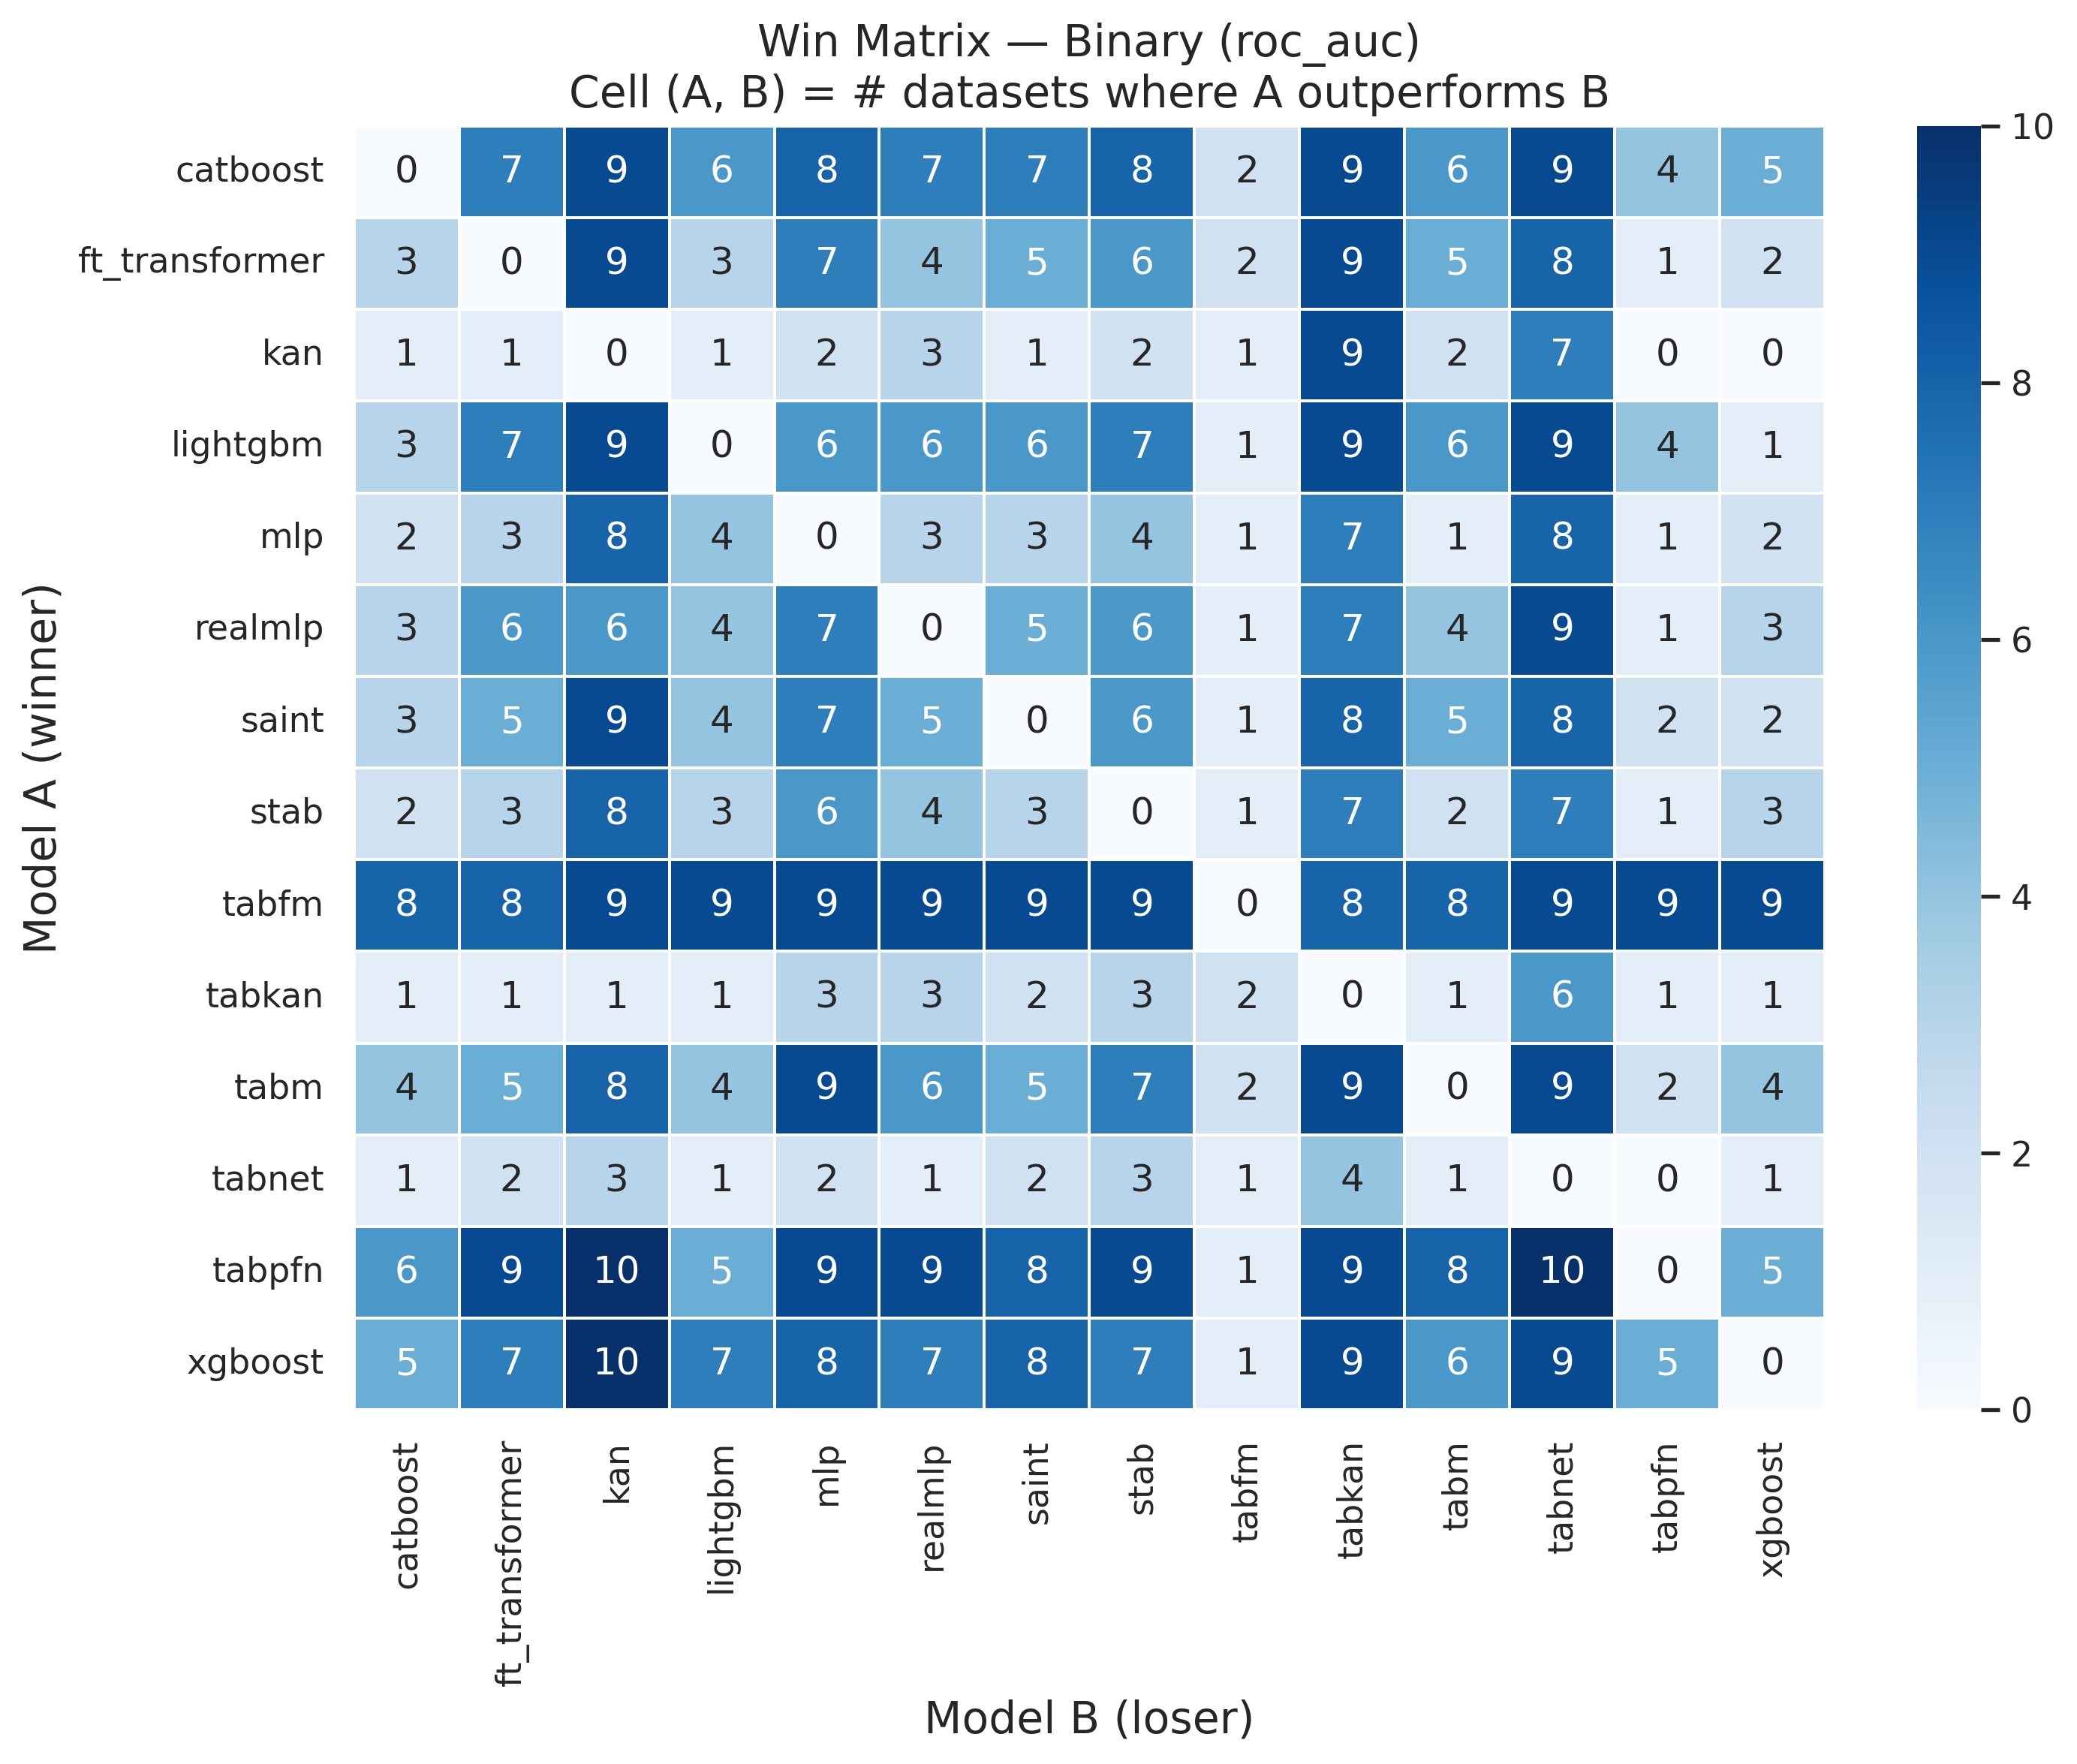 Win Matrix — Binary (roc_auc)
Cell (A, B) = # datasets where A outperforms B
Model A (winner)
catboost 0 7 9 6 8 7 7 8 2 9 6 9 4 5
ft_transformer 3 0 9 3 7 4 5 6 2 9 5 8 1 2
kan 1 1 0 1 2 3 1 2 1 9 2 7 0 0
lightgbm 3 7 9 0 6 6 6 7 1 9 6 9 4 1
mlp 2 3 8 4 0 3 3 4 1 7 1 8 1 2
realmlp 3 6 6 4 7 0 5 6 1 7 4 9 1 3
saint 3 5 9 4 7 5 0 6 1 8 5 8 2 2
stab 2 3 8 3 6 4 3 0 1 7 2 7 1 3
tabfm 8 8 9 9 9 9 9 9 0 8 8 9 9 9
tabkan 1 1 1 1 3 3 2 3 2 0 1 6 1 1
tabm 4 5 8 4 9 6 5 7 2 9 0 9 2 4
tabnet 1 2 3 1 2 1 2 3 1 4 1 0 0 1
tabpfn 6 9 10 5 9 9 8 9 1 9 8 10 0 5
xgboost 5 7 10 7 8 7 8 7 1 9 6 9 5 0
catboost ft_transformer kan lightgbm mlp realmlp saint stab tabfm tabkan tabm tabnet tabpfn xgboost
Model B (loser)
10
8
6
4
2
0